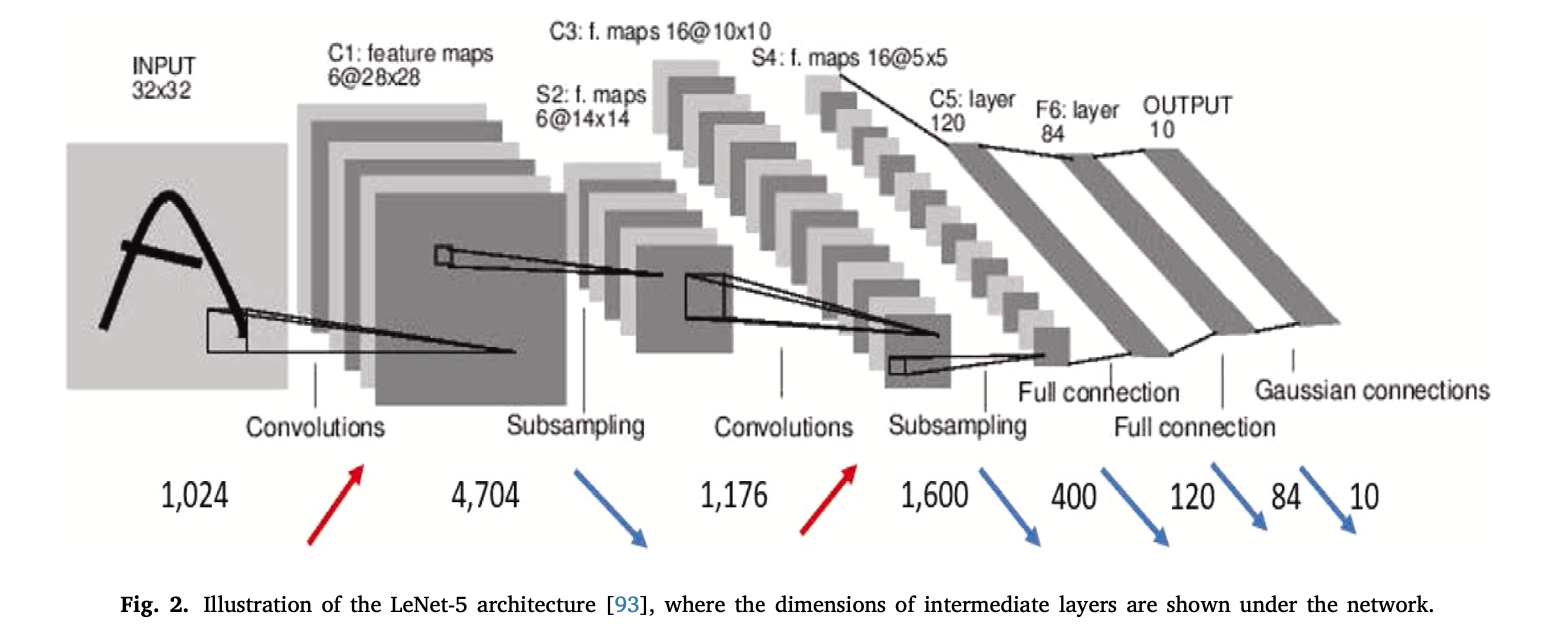 INPUT
32x32
C1: feature maps
6@28x28
S2: f. maps
6@14x14
C3: f. maps 16@10x10
S4: f. maps 16@5x5
C5: layer
120
F6: layer
84
OUTPUT
10
A
Convolutions
Subsampling
Convolutions
Subsampling
Full connection
Full connection
Gaussian connections
1,024
4,704
1,176
1,600
400
120
84
10
Fig. 2. Illustration of the LeNet-5 architecture [93], where the dimensions of intermediate layers are shown under the network.